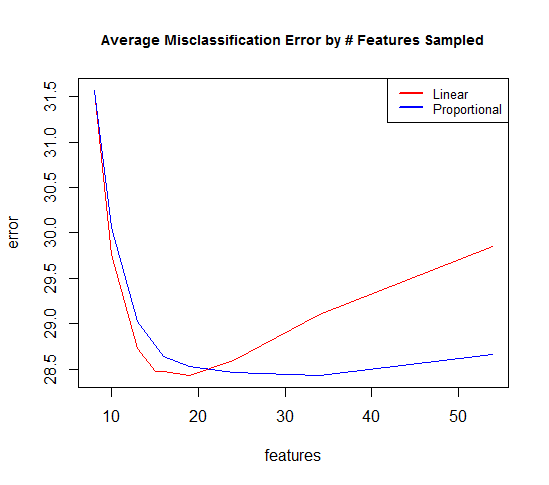 Average Misclassification Error by # Features Sampled
Linear
Proportional
31.5
31.0
30.5
30.0
29.5
29.0
28.5
error
10 20 30 40 50
features